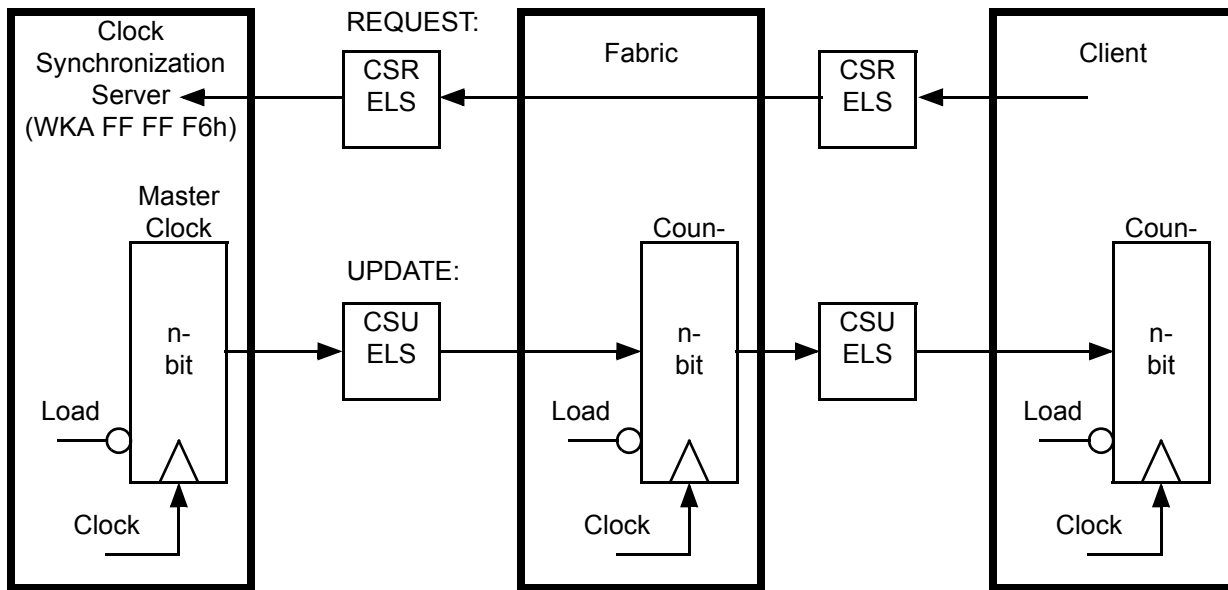 REQUEST:
Clock
Synchronization
Server
(WKA FF FF F6h)
CSR
ELS
Fabric
CSR
ELS
Client
Master
Clock
n-
bit
Load
Clock
UPDATE:
CSU
ELS
Coun-
n-
bit
Load
Clock
CSU
ELS
Coun-
n-
bit
Load
Clock